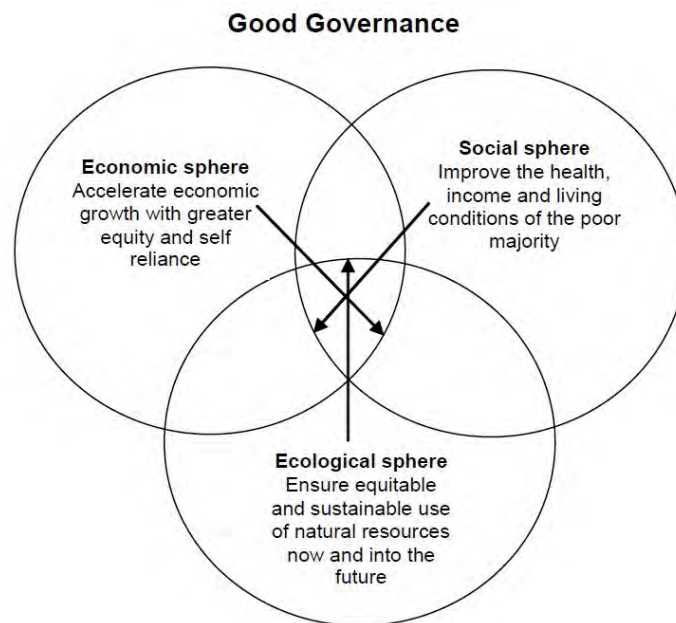 Good Governance
Economic sphere
Accelerate economic
growth with greater
equity and self
reliance
Social sphere
Improve the health,
income and living
conditions of the poor
majority
Ecological sphere
Ensure equitable
and sustainable use
of natural resources
now and into the
future